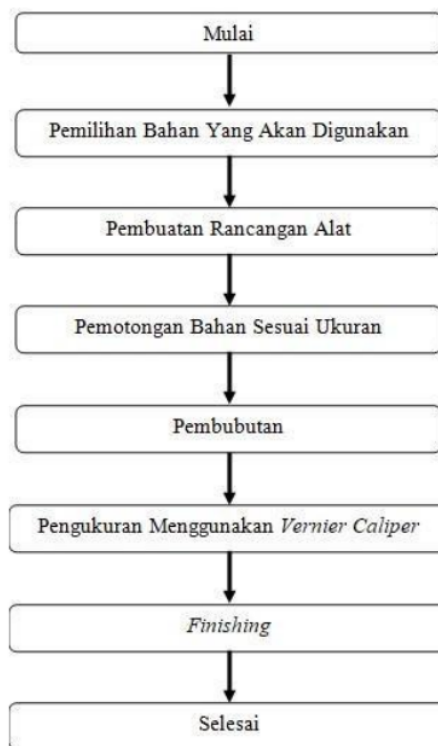 Mulai
Pemilihan Bahan Yang Akan Digunakan
Pembuatan Rancangan Alat
Pemotongan Bahan Sesuai Ukuran
Pembubutan
Pengukuran Menggunakan Vernier Caliper
Finishing
Selesai